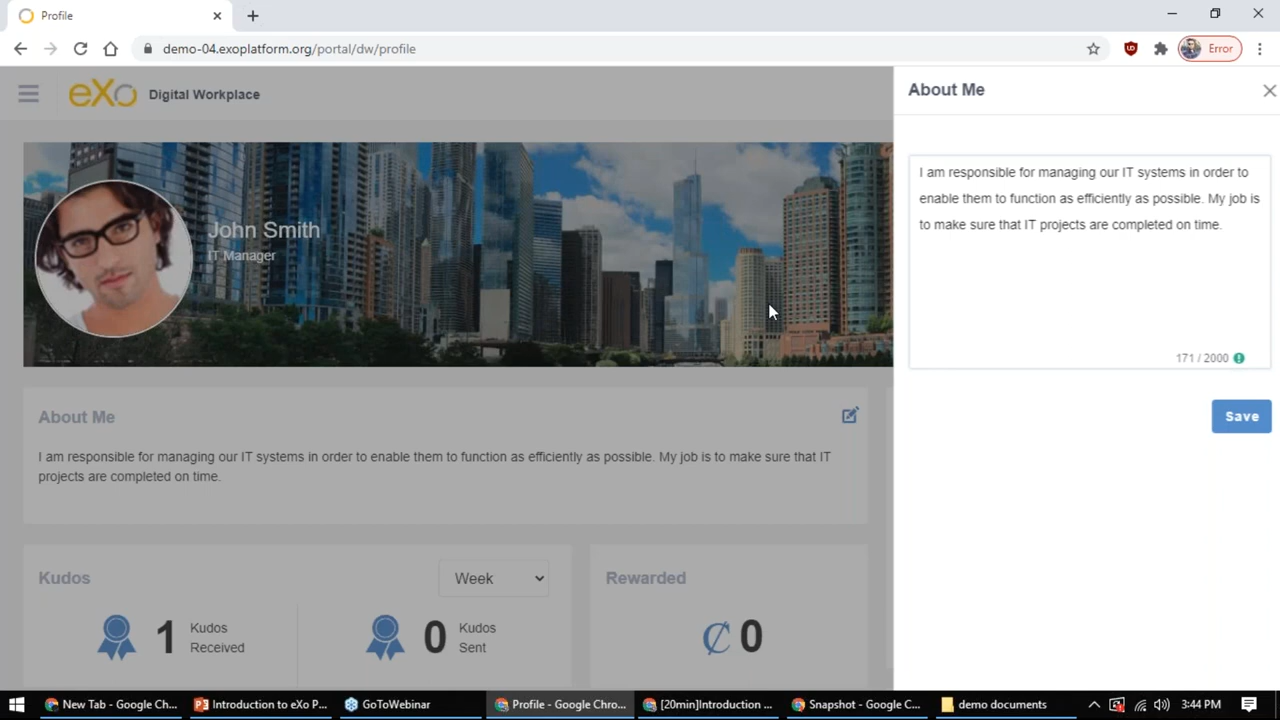 Profile
demo-04.exoplatform.org/portal/dw/profile
Error
eXo
Digital Workplace
John Smith
IT Manager
About Me
I am responsible for managing our IT systems in order to enable them to function as efficiently as possible. My job is to make sure that IT
projects are completed on time.
Kudos
Week
1
Kudos
Received
0
Kudos
Sent
Rewarded
0
About Me
I am responsible for managing our IT systems in order to
enable them to function as efficiently as possible. My job is
to make sure that IT projects are completed on time.
171 / 2000
Save
New Tab - Google Ch...
Introduction to eXo P...
GoToWebinar
Profile - Google Chro...
[20min]Introduction ...
Snapshot - Google C...
demo documents
3:44 PM